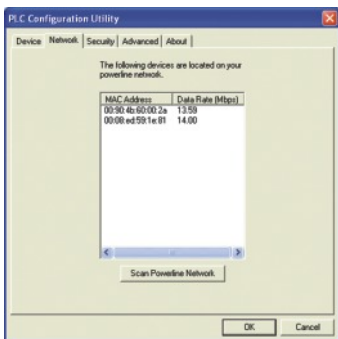 PLC Configuration Utility
Device Network Security Advanced About
The following devices are located on your
powerline network.
MAC Address Data Rate (Mbps)
00:90:4b:60:00:2a 13.59
00:08:ed:59:1e:81 14.00
Scan Powerline Network
OK Cancel